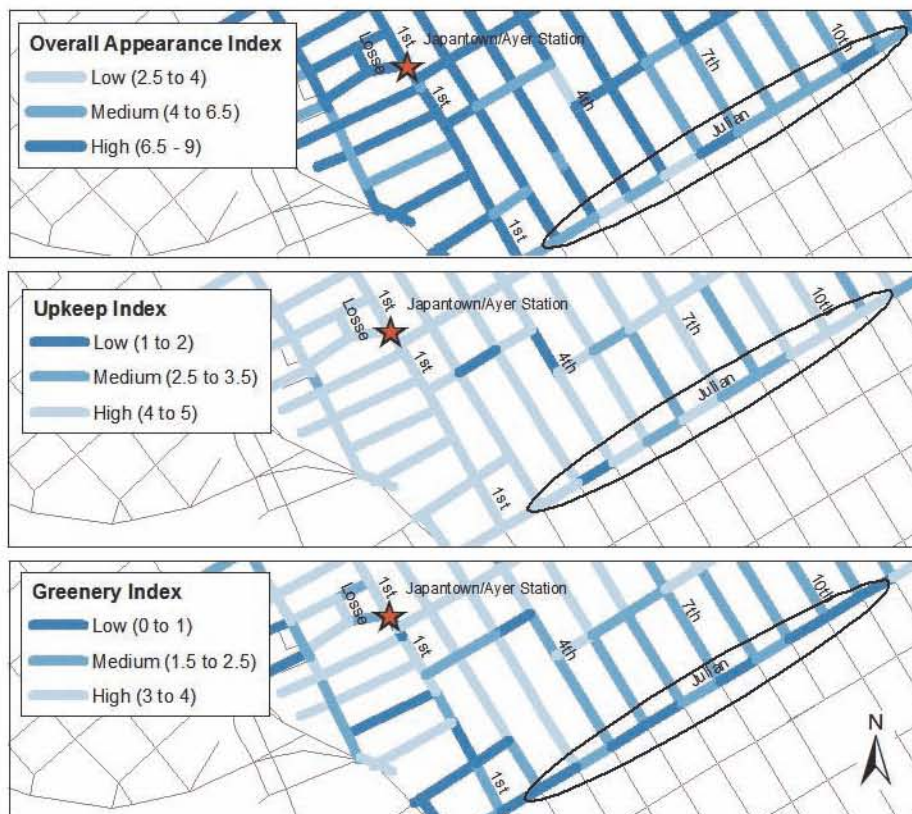 Overall Appearance Index
Low (2.5 to 4)
Medium (4 to 6.5)
High (6.5 - 9)
Losse
1st
Japantown/Ayer Station
1st
4th
7th
10th
Julian
1st
Upkeep Index
Low (1 to 2)
Medium (2.5 to 3.5)
High (4 to 5)
Losse
1st
Japantown/Ayer Station
1st
4th
7th
10th
Julian
1st
Greenery Index
Low (0 to 1)
Medium (1.5 to 2.5)
High (3 to 4)
Losse
1st
Japantown/Ayer Station
1st
4th
7th
10th
Julian
1st
N